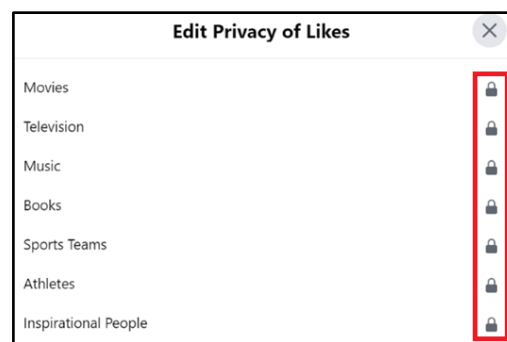 Edit Privacy of Likes
Movies
Television
Music
Books
Sports Teams
Athletes
Inspirational People